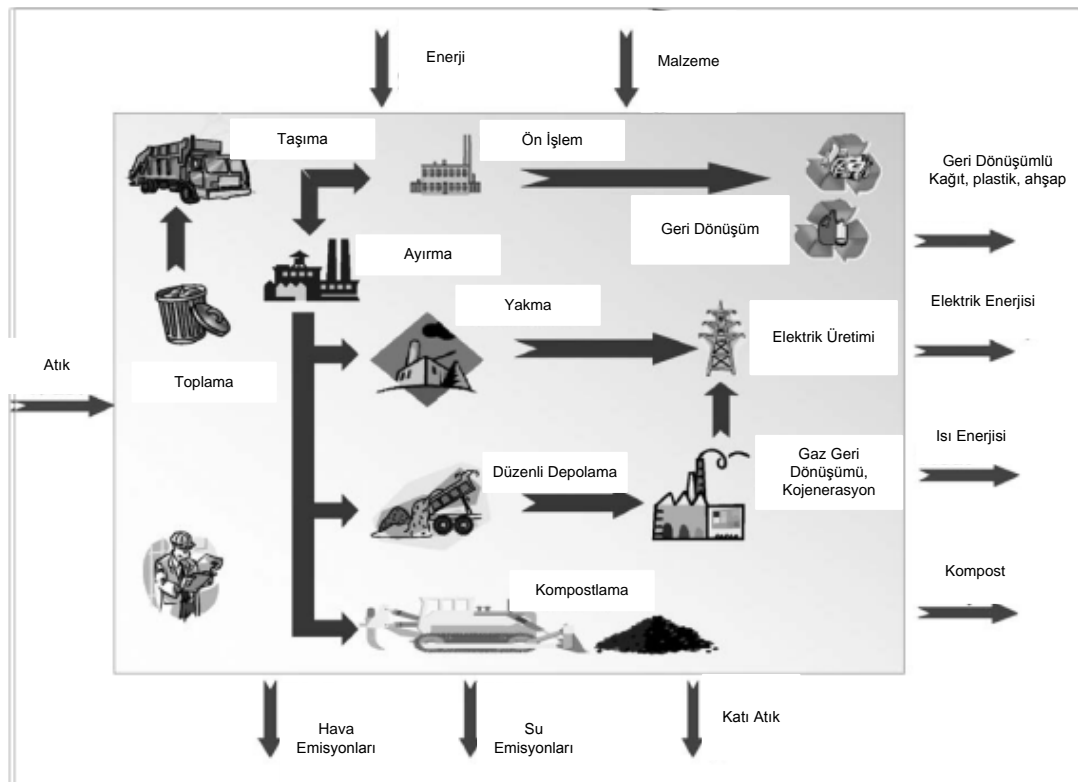 Enerji
Malzeme
Taşıma
Ön İşlem
Geri Dönüşümlü
Kağıt, plastik, ahşap
Geri Dönüşüm
Ayırma
Yakma
Elektrik Enerjisi
Elektrik Üretimi
Atık
Toplama
Isı Enerjisi
Gaz Geri
Dönüşümü,
Kojenerasyon
Düzenli Depolama
Kompost
Kompostlama
Hava
Emisyonları
Su
Emisyonları
Katı Atık